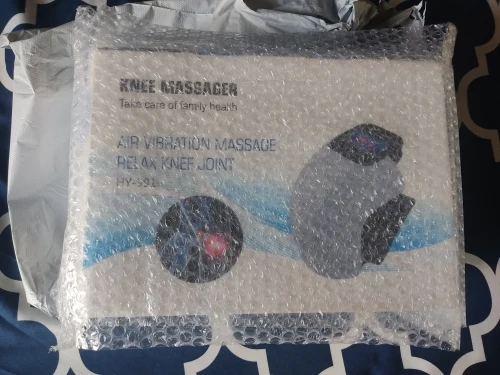 KNEE MASSAGER
Take care of family health
AIR VIBRATION MASSAGE
RELAX KNEE JOINT